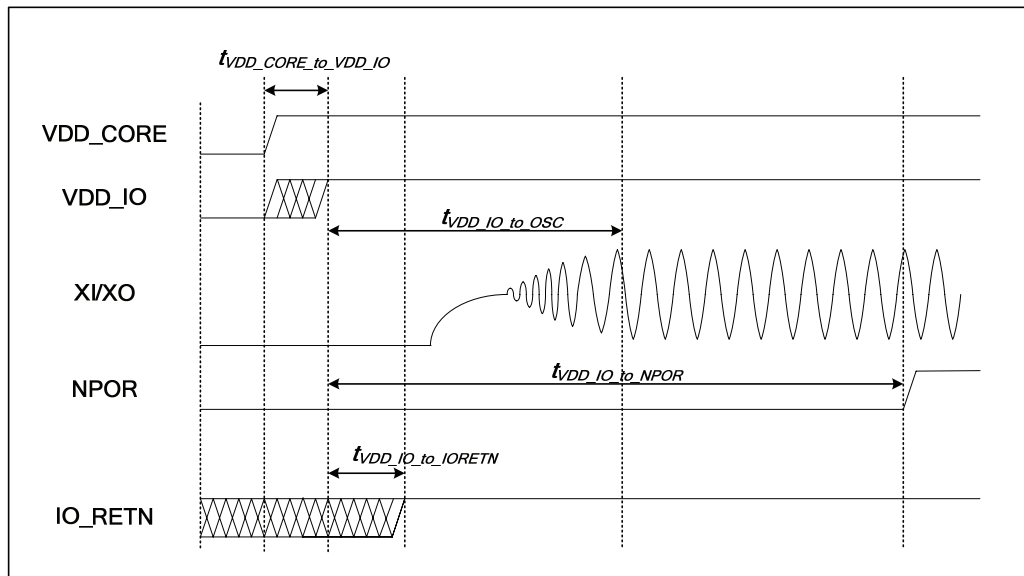 tVDD_CORE_to_VDD_IO
VDD_CORE
VDD_IO
tVDD_IO_to_OSC
XI/XO
tVDD_IO_to_NPOR
NPOR
tVDD_IO_to_IORETN
IO_RETN